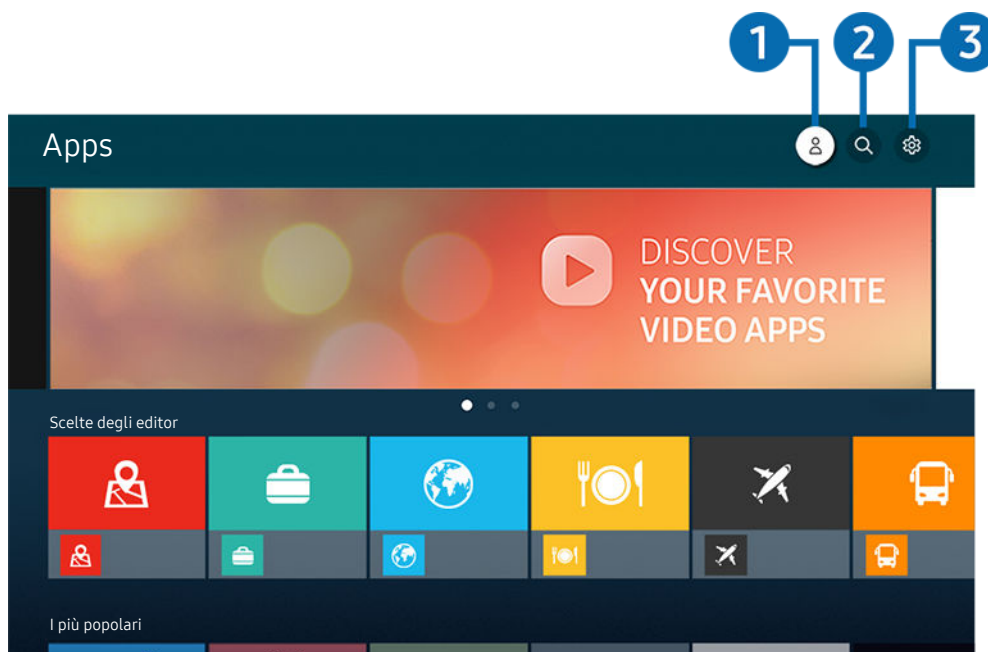 1 2 3
Apps
DISCOVER
YOUR FAVORITE
VIDEO APPS
Scelte degli editor
I più popolari